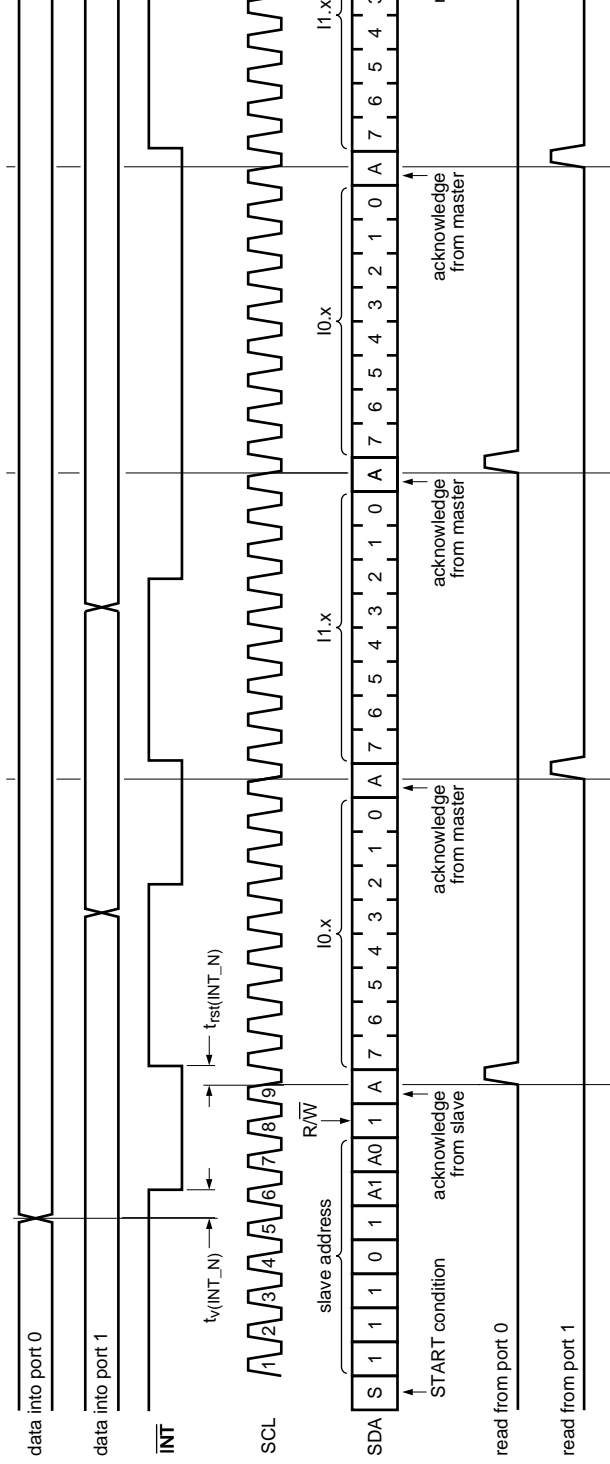 data into port 0
data into port 1
INT
tv(INT_N)
trst(INT_N)
SCL
1 2 3 4 5 6 7 8 9
slave address
R/W
I0.x
I1.x
I0.x
I1.x
SDA
S 1 1 1 0 1 A1 A0 1 A 7 6 5 4 3 2 1 0 A 7 6 5 4 3 2 1 0 A 7 6 5 4 3 2 1 0 A 7 6 5 4
START condition
acknowledge
from slave
acknowledge
from master
acknowledge
from master
acknowledge
from master
read from port 0
read from port 1